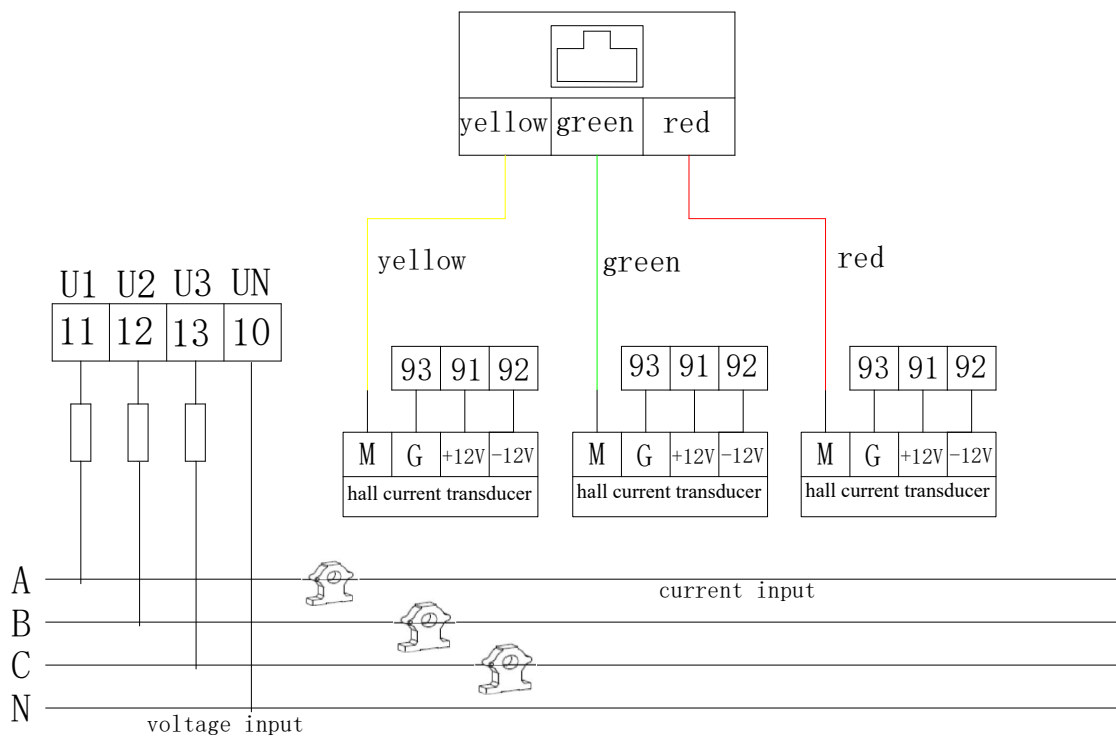 yellow green red
yellow
green
red
U1 U2 U3 UN
11 12 13 10
93 91 92
93 91 92
93 91 92
M G +12V -12V
hall current transducer
M G +12V -12V
hall current transducer
M G +12V -12V
hall current transducer
A
current input
B
C
N
voltage input